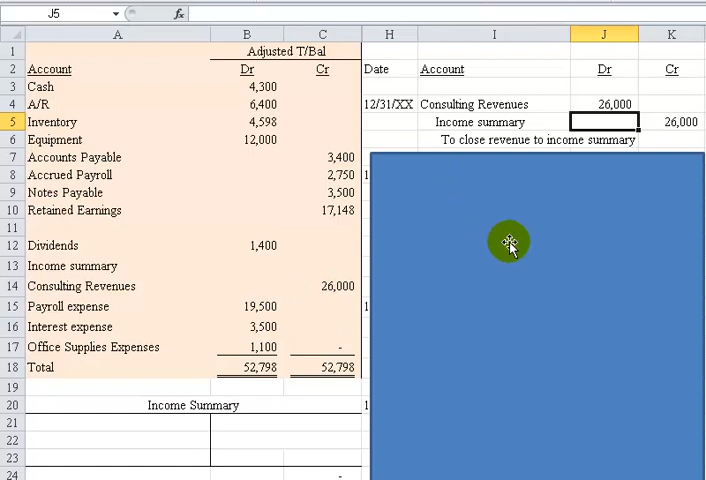 J5 fx
A B C H I J K
1 Adjusted T/Bal
2 Account Dr Cr Date Account Dr Cr
3 Cash 4,300
4 A/R 6,400 12/31/XX Consulting Revenues 26,000
5 Inventory 4,598 Income summary 26,000
6 Equipment 12,000 To close revenue to income summary
7 Accounts Payable 3,400
8 Accrued Payroll 2,750 1
9 Notes Payable 3,500
10 Retained Earnings 17,148
11
12 Dividends 1,400
13 Income summary
14 Consulting Revenues 26,000
15 Payroll expense 19,500 1
16 Interest expense 3,500
17 Office Supplies Expenses 1,100 -
18 Total 52,798 52,798
19
20 Income Summary 1
21
22
23
24 -